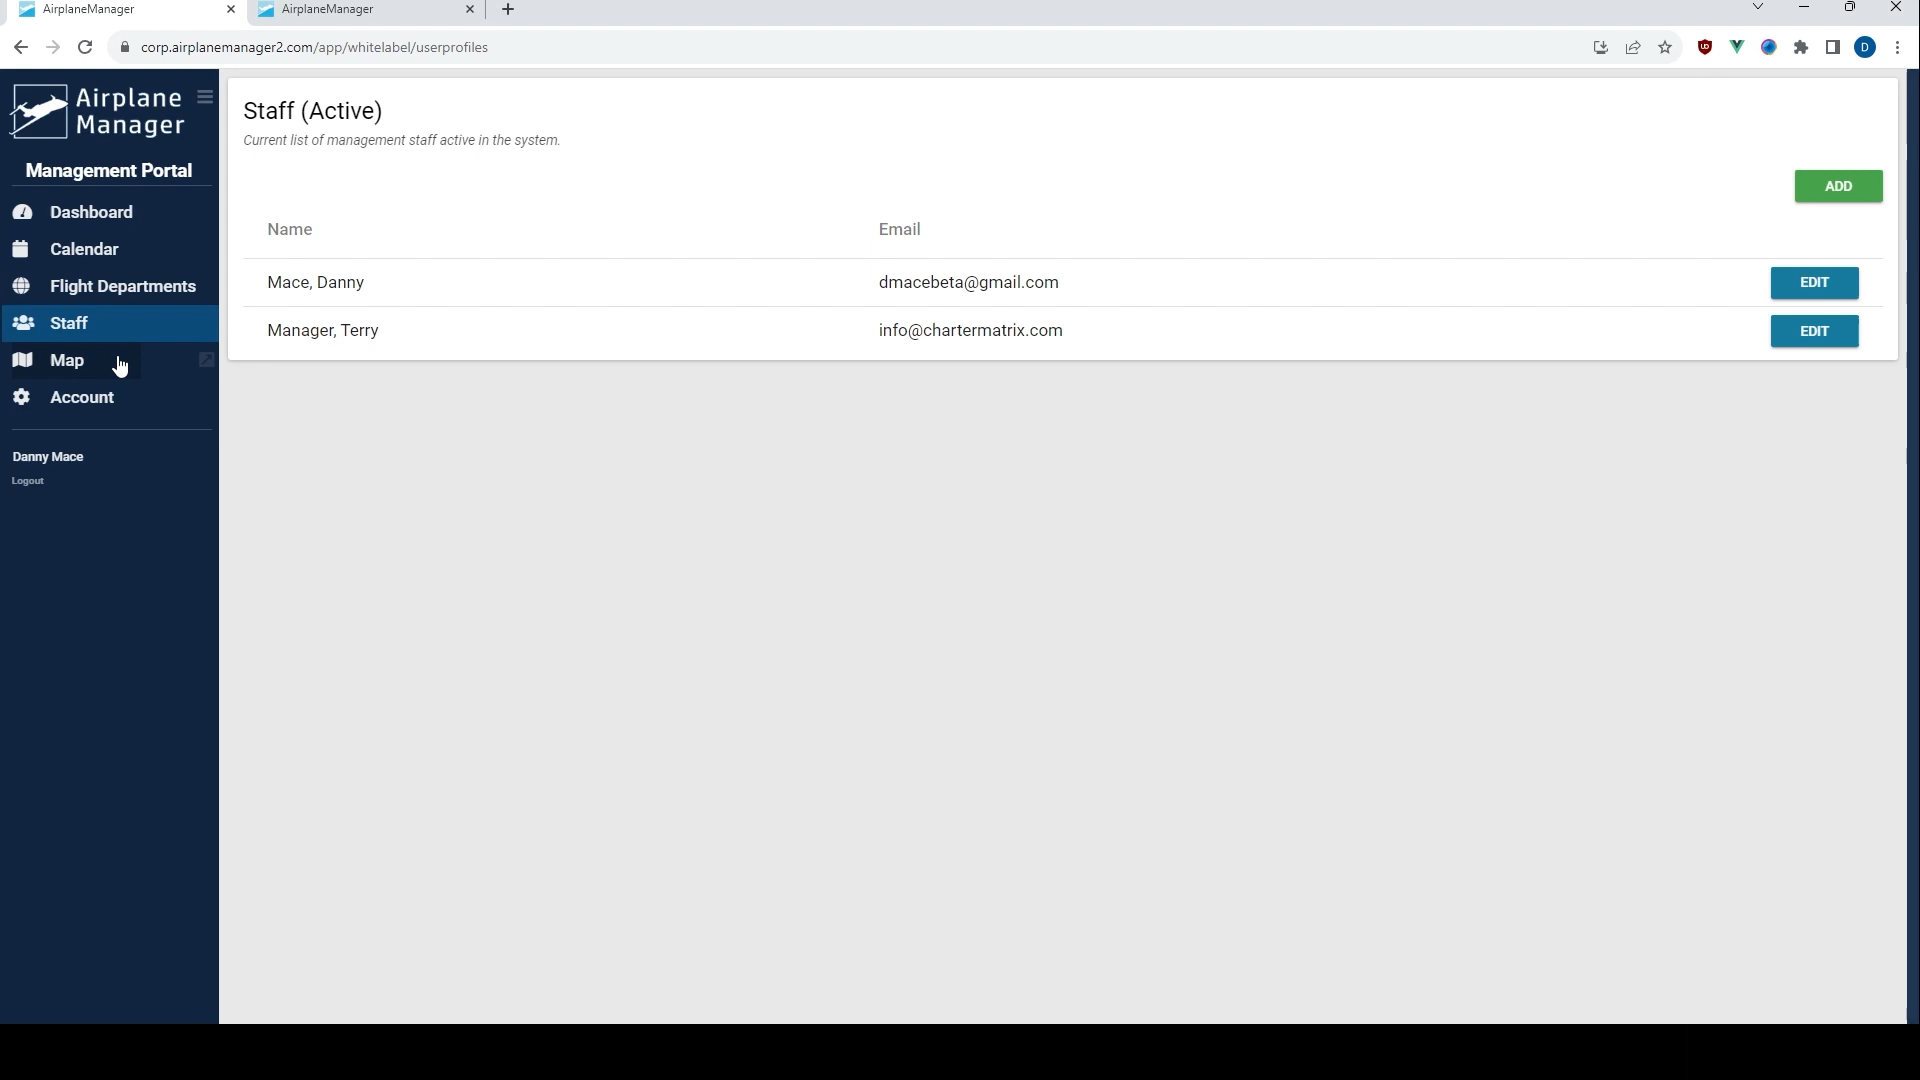 AirplaneManager
AirplaneManager
corp.airplanemanager2.com/app/whitelabel/userprofiles
D
Airplane
Manager
Management Portal
Dashboard
Calendar
Flight Departments
Staff
Map
Account
Danny Mace
Logout
Staff (Active)
Current list of management staff active in the system.
ADD
Name Email
Mace, Danny dmacebeta@gmail.com EDIT
Manager, Terry info@chartermatrix.com EDIT